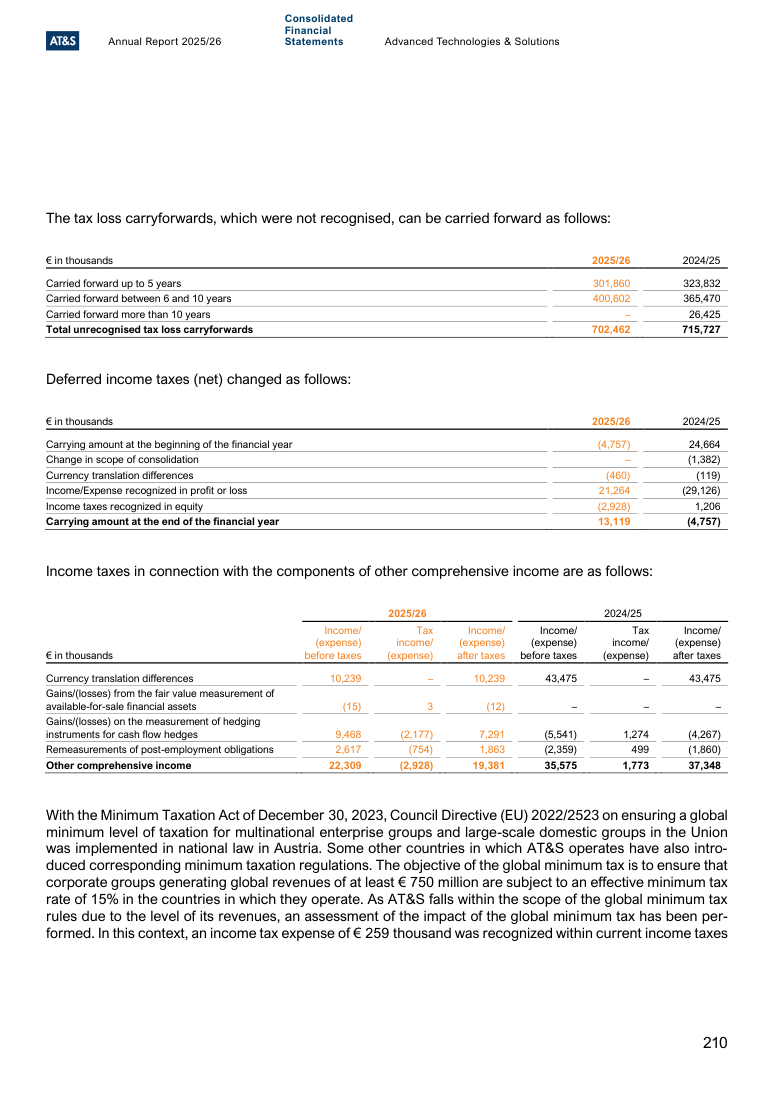 AT&S
Annual Report 2025/26
Consolidated
Financial
Statements
Advanced Technologies & Solutions
The tax loss carryforwards, which were not recognised, can be carried forward as follows:
€ in thousands 2025/26 2024/25
Carried forward up to 5 years 301,860 323,832
Carried forward between 6 and 10 years 400,602 365,470
Carried forward more than 10 years – 26,425
Total unrecognised tax loss carryforwards 702,462 715,727
Deferred income taxes (net) changed as follows:
€ in thousands 2025/26 2024/25
Carrying amount at the beginning of the financial year (4,757) 24,664
Change in scope of consolidation – (1,382)
Currency translation differences (460) (119)
Income/Expense recognized in profit or loss 21,264 (29,126)
Income taxes recognized in equity (2,928) 1,206
Carrying amount at the end of the financial year 13,119 (4,757)
Income taxes in connection with the components of other comprehensive income are as follows:
2025/26 2024/25
Income/ Tax Income/ Income/ Tax Income/
(expense) income/ (expense) (expense) income/ (expense)
€ in thousands before taxes (expense) after taxes before taxes (expense) after taxes
Currency translation differences 10,239 – 10,239 43,475 – 43,475
Gains/(losses) from the fair value measurement of
available-for-sale financial assets (15) 3 (12) – – –
Gains/(losses) on the measurement of hedging
instruments for cash flow hedges 9,468 (2,177) 7,291 (5,541) 1,274 (4,267)
Remeasurements of post-employment obligations 2,617 (754) 1,863 (2,359) 499 (1,860)
Other comprehensive income 22,309 (2,928) 19,381 35,575 1,773 37,348
With the Minimum Taxation Act of December 30, 2023, Council Directive (EU) 2022/2523 on ensuring a global
minimum level of taxation for multinational enterprise groups and large-scale domestic groups in the Union
was implemented in national law in Austria. Some other countries in which AT&S operates have also intro-
duced corresponding minimum taxation regulations. The objective of the global minimum tax is to ensure that
corporate groups generating global revenues of at least € 750 million are subject to an effective minimum tax
rate of 15% in the countries in which they operate. As AT&S falls within the scope of the global minimum tax
rules due to the level of its revenues, an assessment of the impact of the global minimum tax has been per-
formed. In this context, an income tax expense of € 259 thousand was recognized within current income taxes
210